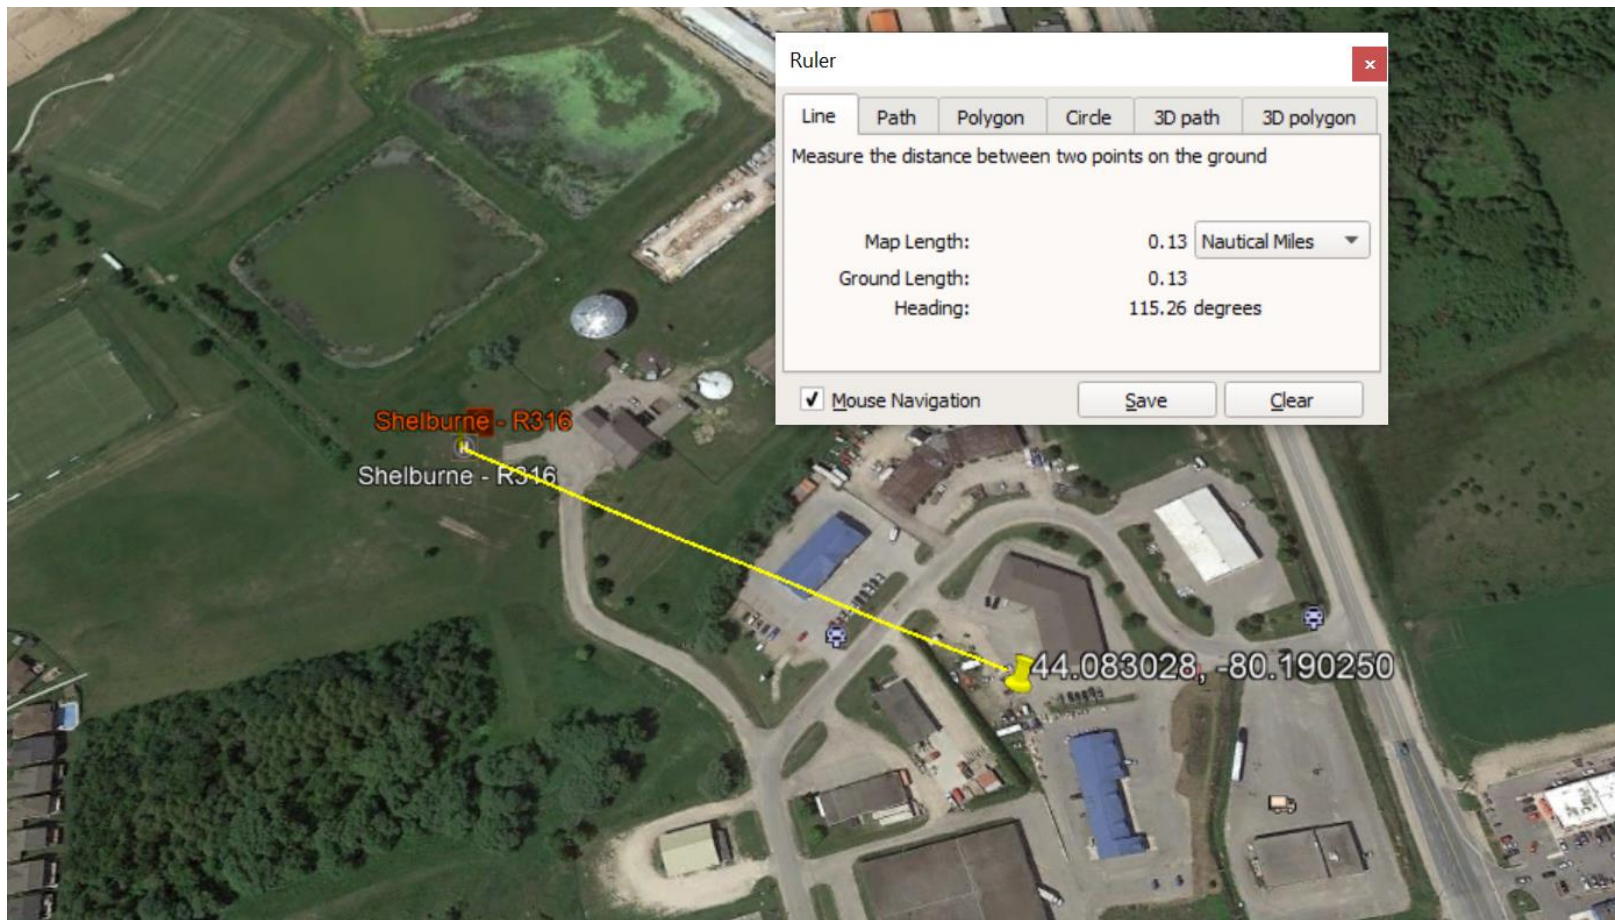 Ruler
Line Path Polygon Circle 3D path 3D polygon
Measure the distance between two points on the ground
Map Length: 0.13 Nautical Miles
Ground Length: 0.13
Heading: 115.26 degrees
Mouse Navigation Save Clear
Shelburne - R316
H
Shelburne - R316
44.083028, -80.190250